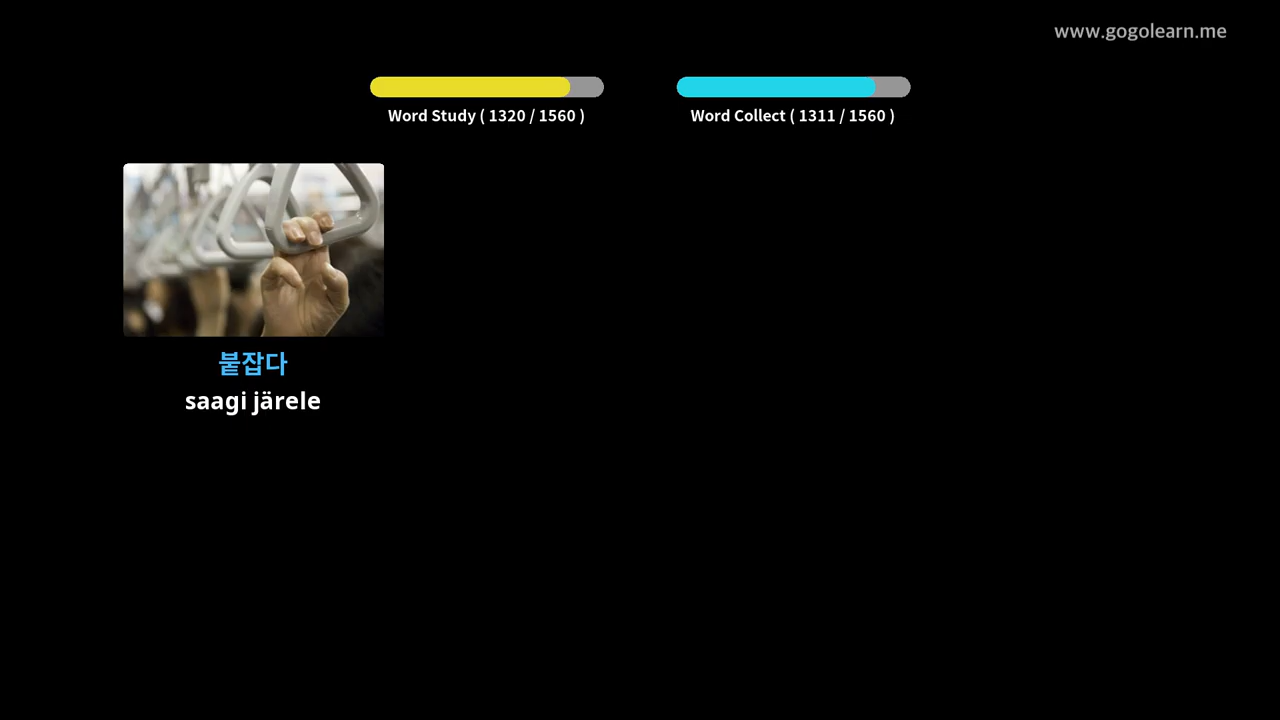 www.gogolearn.me
Word Study ( 1320 / 1560 )
Word Collect ( 1311 / 1560 )
붙잡다
saagi järele